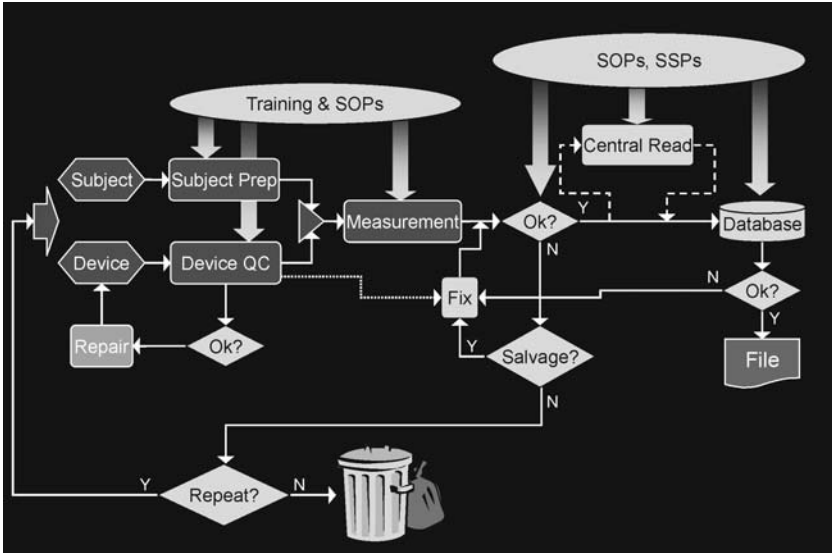 SOPs, SSPs
Training & SOPs
Central Read
Subject
Subject Prep
Measurement
Ok?
Y
Database
N
Device
Device QC
Fix
N
Ok?
Y
Repair
Ok?
Y
Salvage?
File
N
Y
Repeat?
N